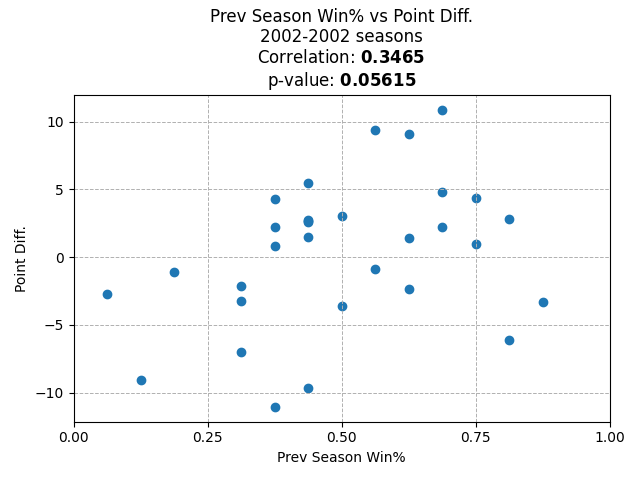 Prev Season Win% vs Point Diff.
2002-2002 seasons
Correlation: 0.3465
p-value: 0.05615
10
5
0
−5
−10
Point Diff.
0.00 0.25 0.50 0.75 1.00
Prev Season Win%